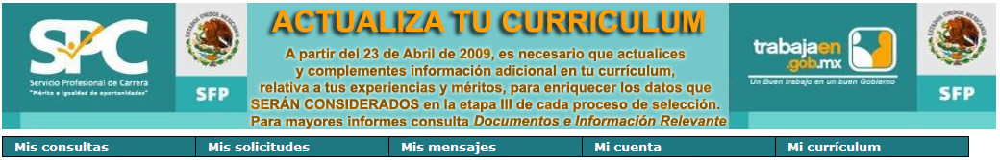 SPC
Servicio Profesional de Carrera
"Mérito e igualdad de oportunidades"
ESTADOS UNIDOS MEXICANOS
SFP
ACTUALIZA TU CURRICULUM
A partir del 23 de Abril de 2009, es necesario que actualices
y complementes información adicional en tu currículum,
relativa a tus experiencias y méritos, para enriquecer los datos que
SERÁN CONSIDERADOS en la etapa III de cada proceso de selección.
Para mayores informes consulta Documentos e Información Relevante
trabajaen
.gob.mx
Un Buen trabajo en un buen Gobierno
ESTADOS UNIDOS MEXICANOS
SFP
Mis consultas
Mis solicitudes
Mis mensajes
Mi cuenta
Mi currículum